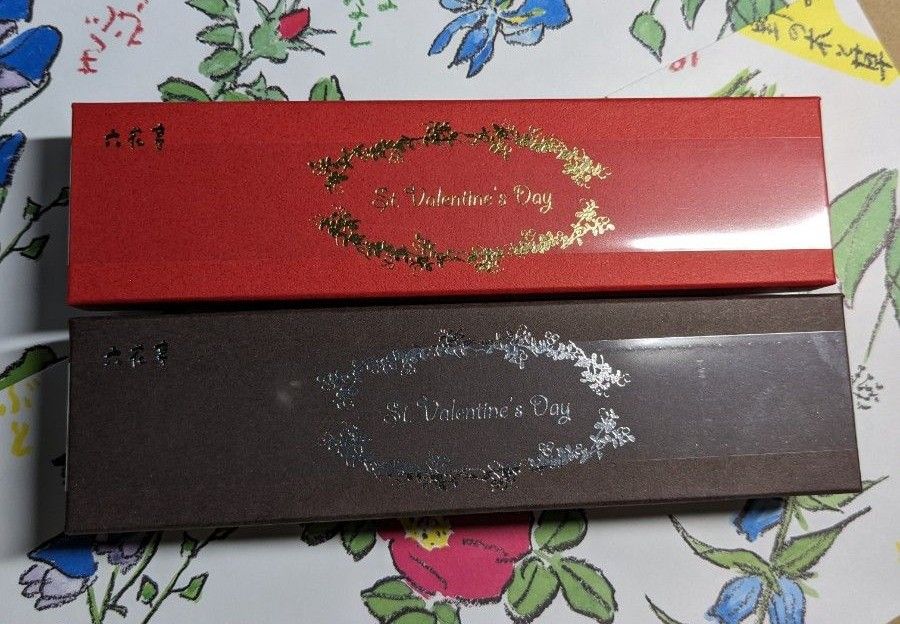 六花亭
St. Valentine's Day
六花亭
St. Valentine's Day